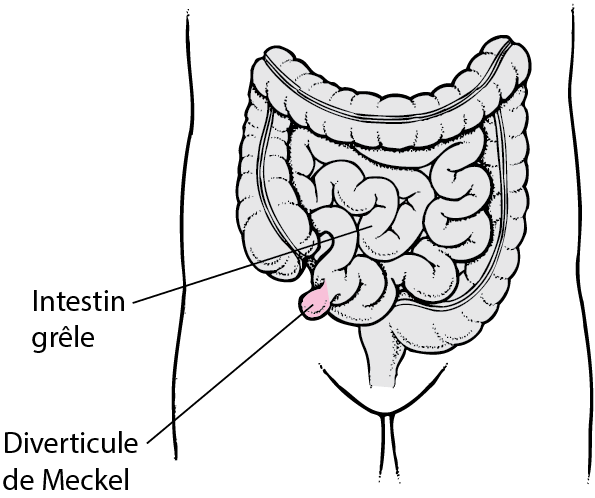 Intestin
grêle
Diverticule
de Meckel